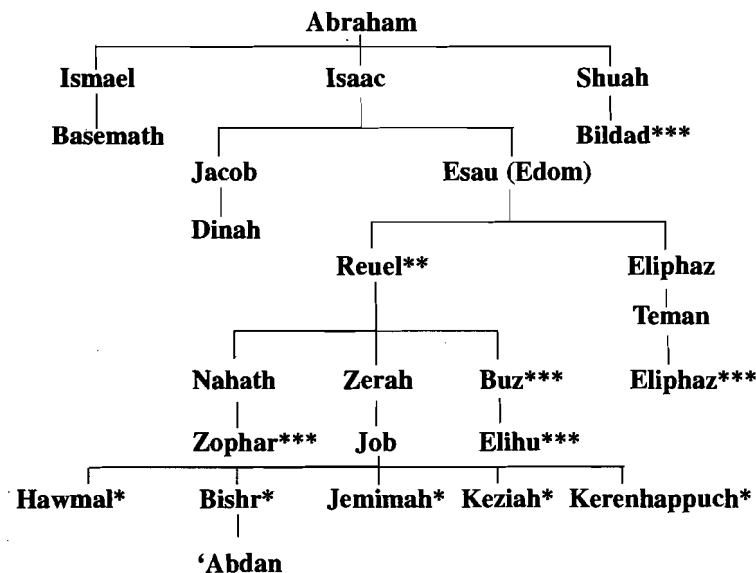 Abraham
Ismael Isaac Shuah
Basemath Bildad***
Jacob Esau (Edom)
Dinah
Reuel** Eliphaz
Teman
Nahath Zerah Buz*** Eliphaz***
Zophar*** Job Elihu***
Hawmal* Bishr* Jemimah* Keziah* Kerenhappuch*
‘Abdan